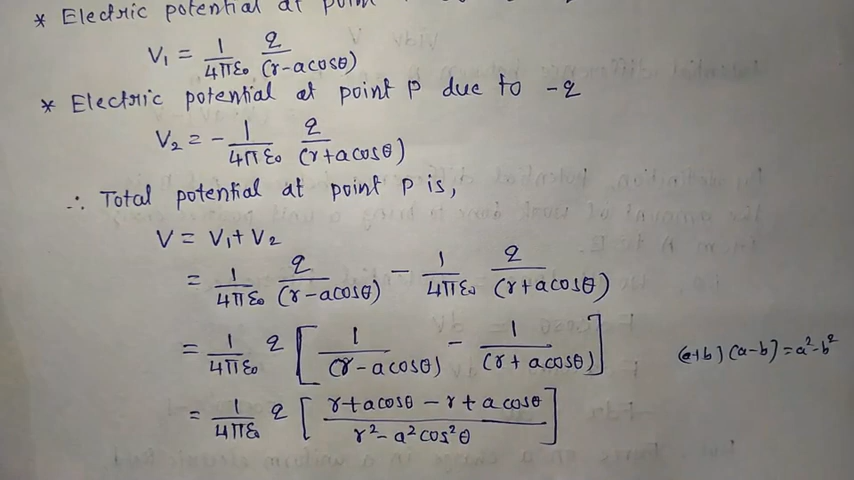 * Electric potential at point
V₁ = 1/4πε₀ q/(r-acosθ)
* Electric potential at point P due to -q
V₂ = - 1/4πε₀ q/(r+acosθ)
∴ Total potential at point P is,
V = V₁ + V₂
= 1/4πε₀ q/(r-acosθ) - 1/4πε₀ q/(r+acosθ)
= 1/4πε₀ q [ 1/(r-acosθ) - 1/(r+acosθ) ]
(a+b)(a-b)=a²-b²
= 1/4πε₀ q [ r+acosθ-r+acosθ / r²-a²cos²θ ]